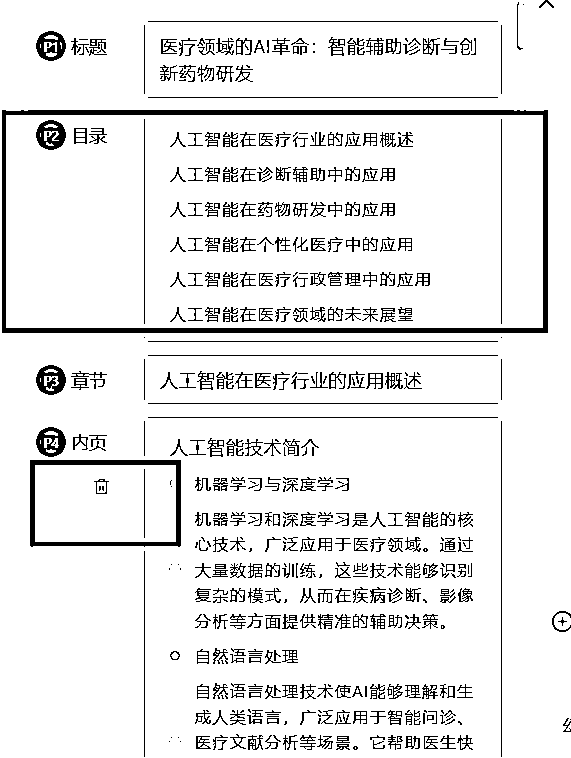 P1 标题
医疗领域的AI革命：智能辅助诊断与创
新药物研发
P2 目录
人工智能在医疗行业的应用概述
人工智能在诊断辅助中的应用
人工智能在药物研发中的应用
人工智能在个性化医疗中的应用
人工智能在医疗行政管理中的应用
人工智能在医疗领域的未来展望
P3 章节
人工智能在医疗行业的应用概述
P4 内页
人工智能技术简介
机器学习与深度学习
机器学习和深度学习是人工智能的核
心技术，广泛应用于医疗领域。通过
大量数据的训练，这些技术能够识别
复杂的模式，从而在疾病诊断、影像
分析等方面提供精准的辅助决策。
自然语言处理
自然语言处理技术使AI能够理解和生
成人类语言，广泛应用于智能问诊、
医疗文献分析等场景。它帮助医生快